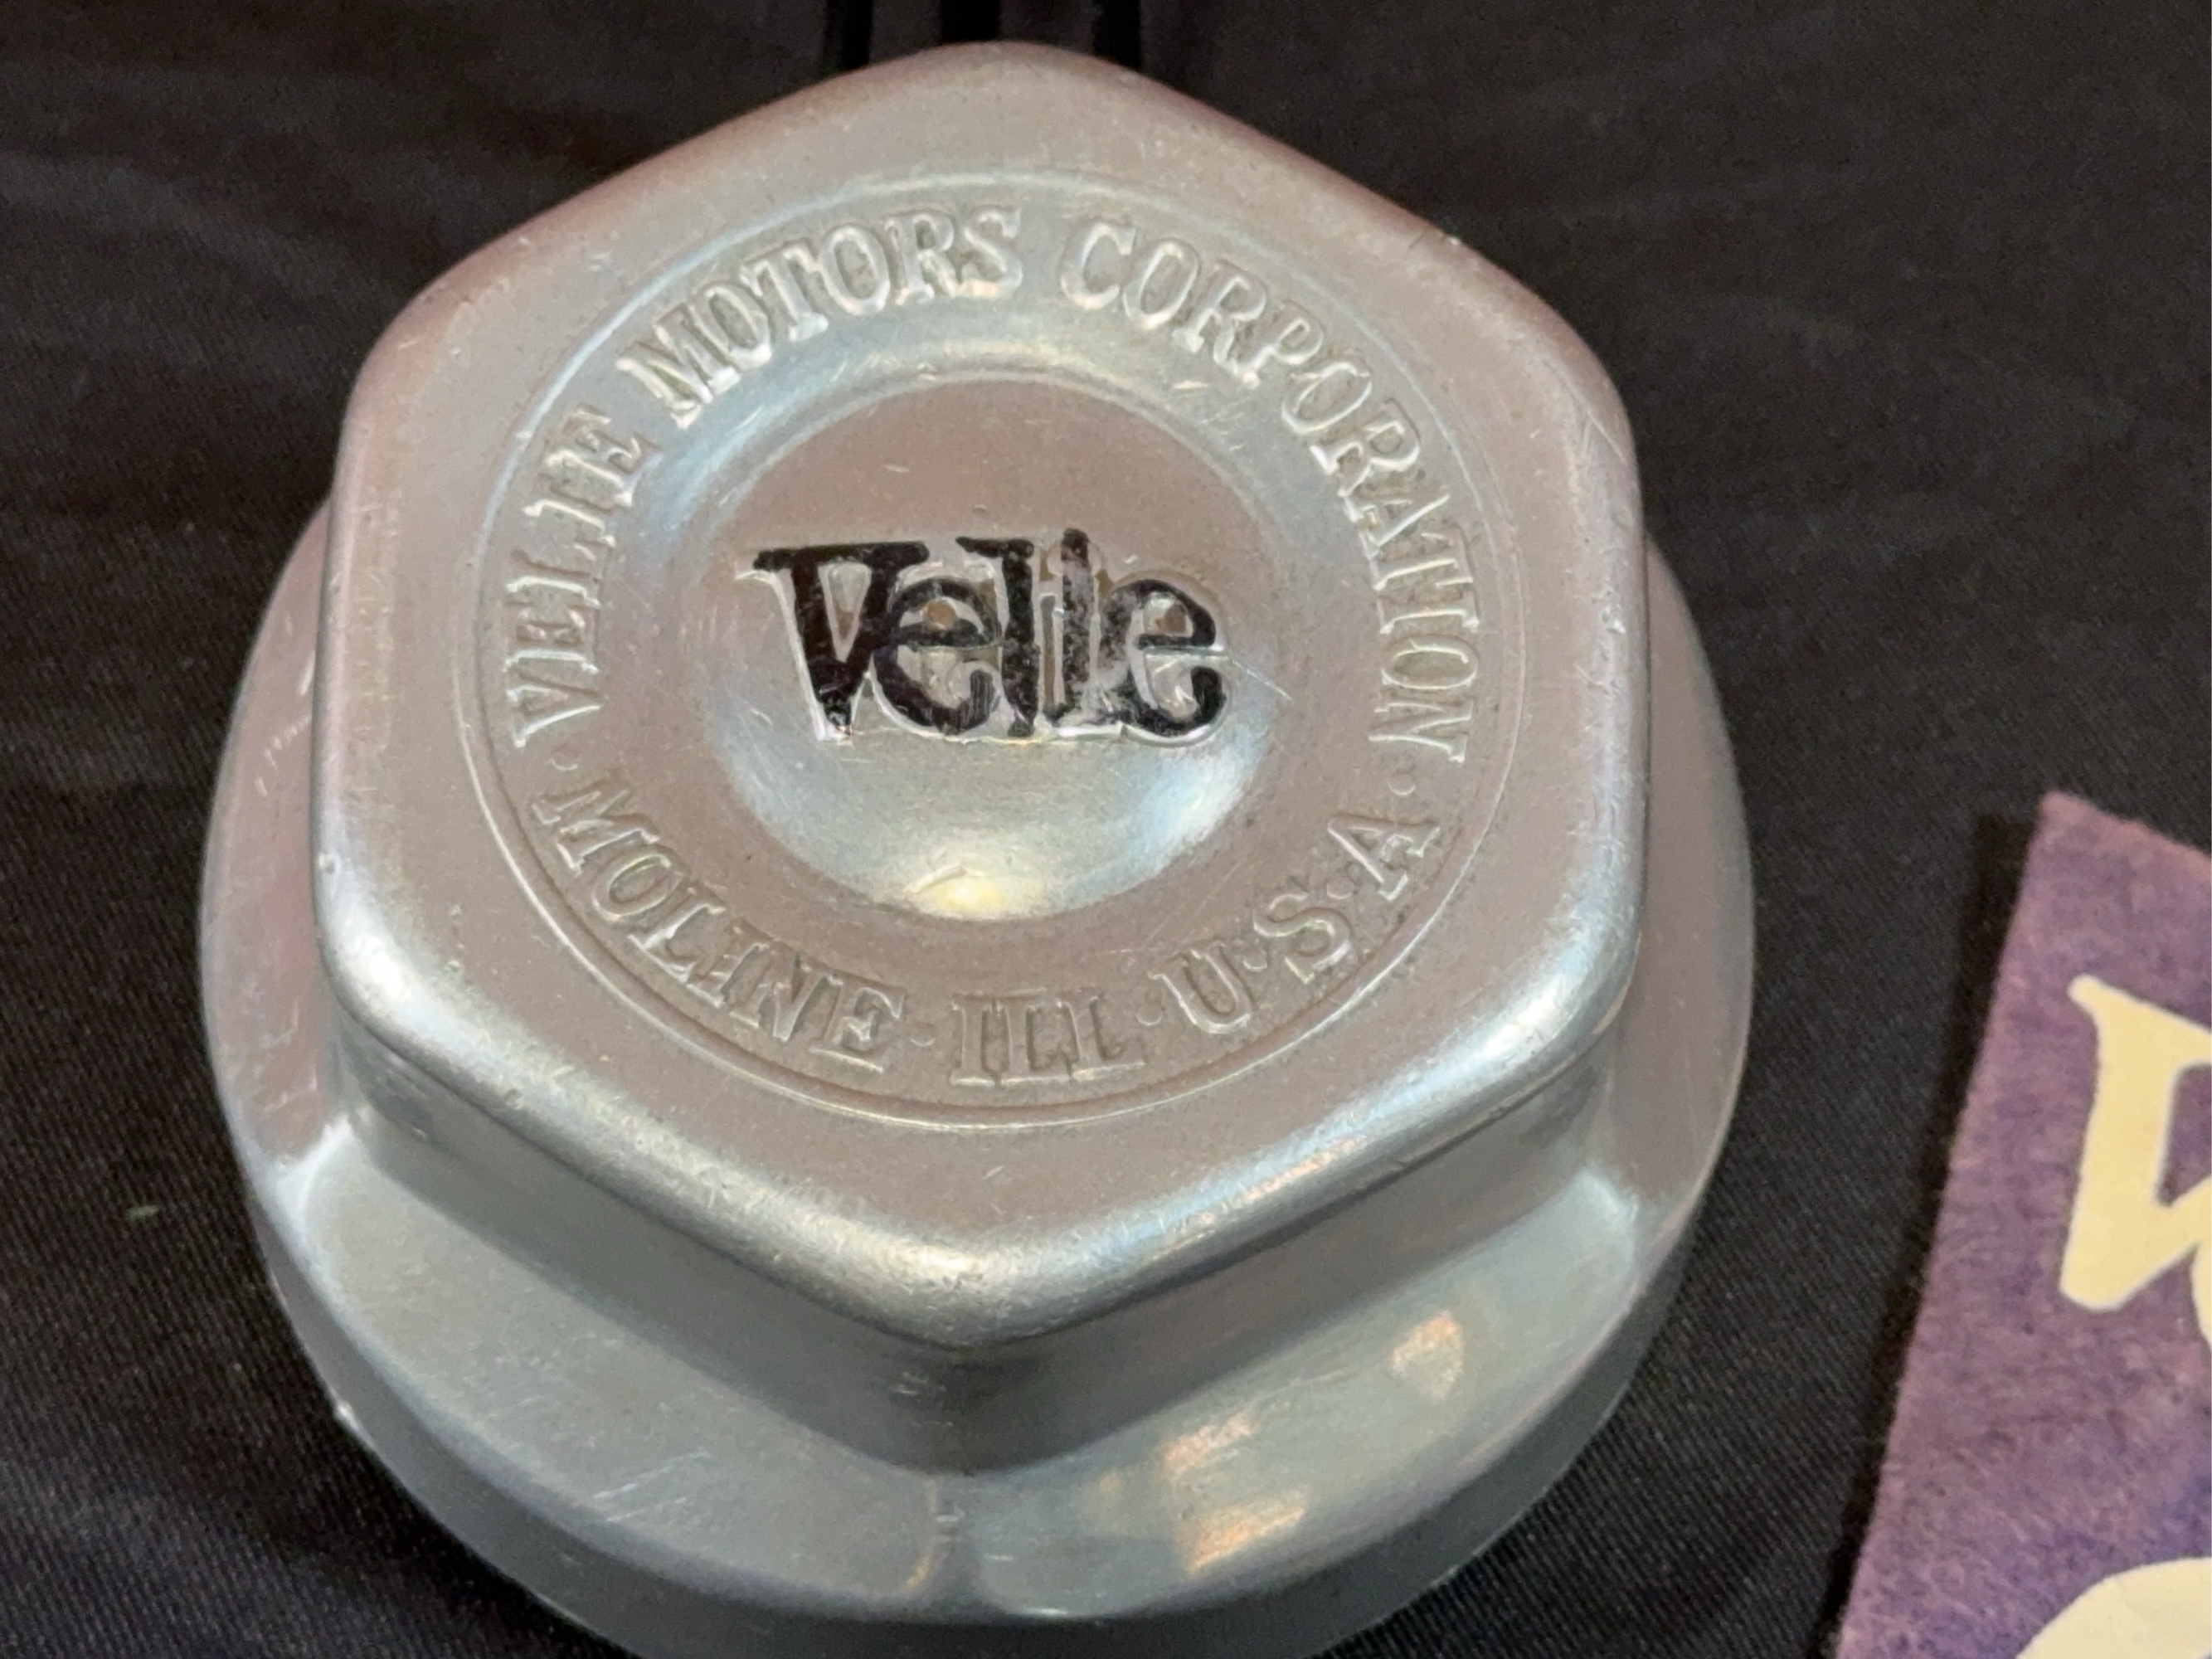 VELIE MOTORS CORPORATION
Velie
· MOLINE · ILL · U·S·A ·